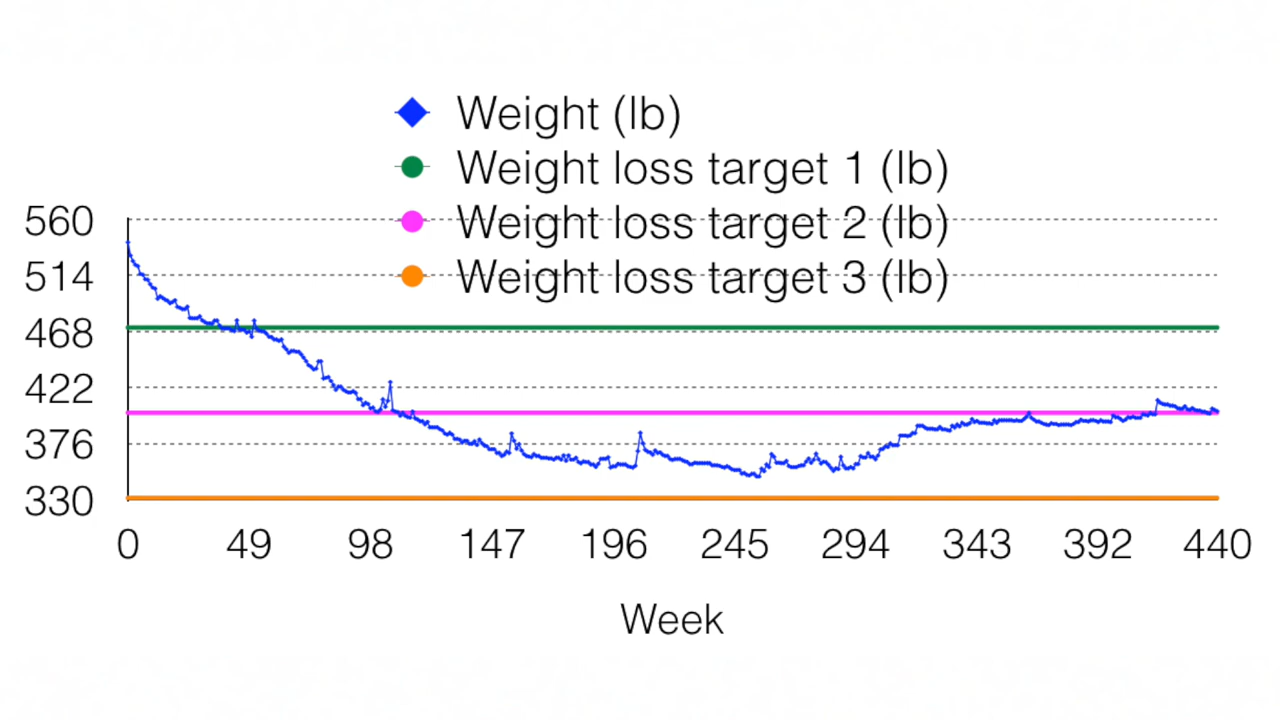 Weight (lb)
Weight loss target 1 (lb)
Weight loss target 2 (lb)
Weight loss target 3 (lb)
560
514
468
422
376
330
0 49 98 147 196 245 294 343 392 440
Week